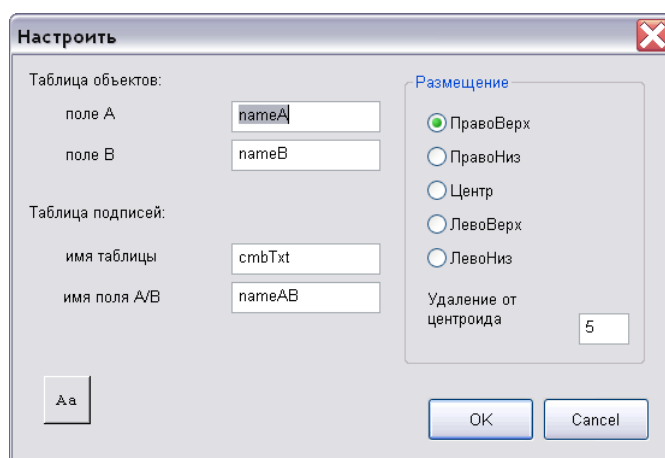 Настроить
Таблица объектов:
поле A nameA
поле B nameB
Таблица подписей:
имя таблицы cmbTxt
имя поля A/B nameAB
Aa
Размещение
ПравоВерх
ПравоНиз
Центр
ЛевоВерх
ЛевоНиз
Удаление от
центроида 5
OK Cancel